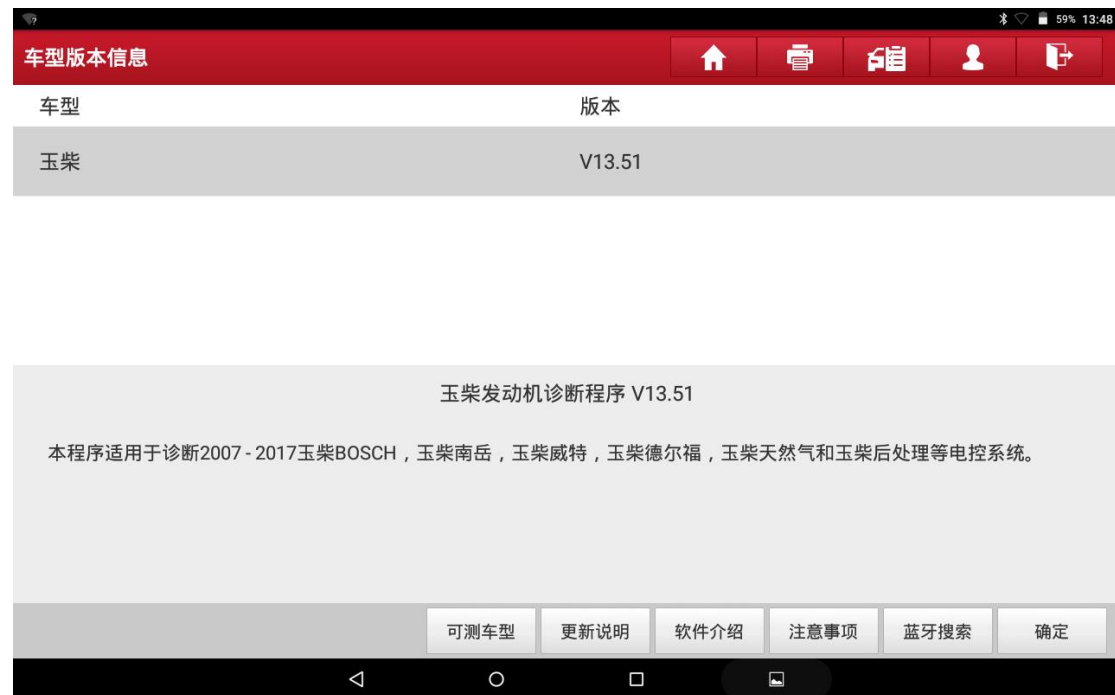 59% 13:48
车型版本信息
车型 版本
玉柴 V13.51
玉柴发动机诊断程序 V13.51
本程序适用于诊断2007-2017玉柴BOSCH，玉柴南岳，玉柴威特，玉柴德尔福，玉柴天然气和玉柴后处理等电控系统。
可测车型 更新说明 软件介绍 注意事项 蓝牙搜索 确定